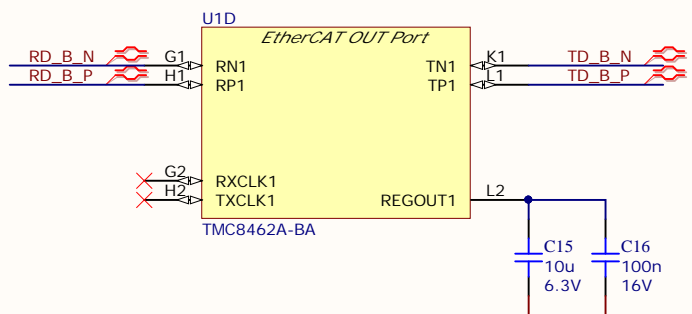 U1D
EtherCAT OUT Port
RD_B_N G1 RN1 TN1 K1 TD_B_N
RD_B_P H1 RP1 TP1 L1 TD_B_P
G2 RXCLK1
H2 TXCLK1 REGOUT1 L2
TMC8462A-BA
C15 C16
10u 100n
6.3V 16V